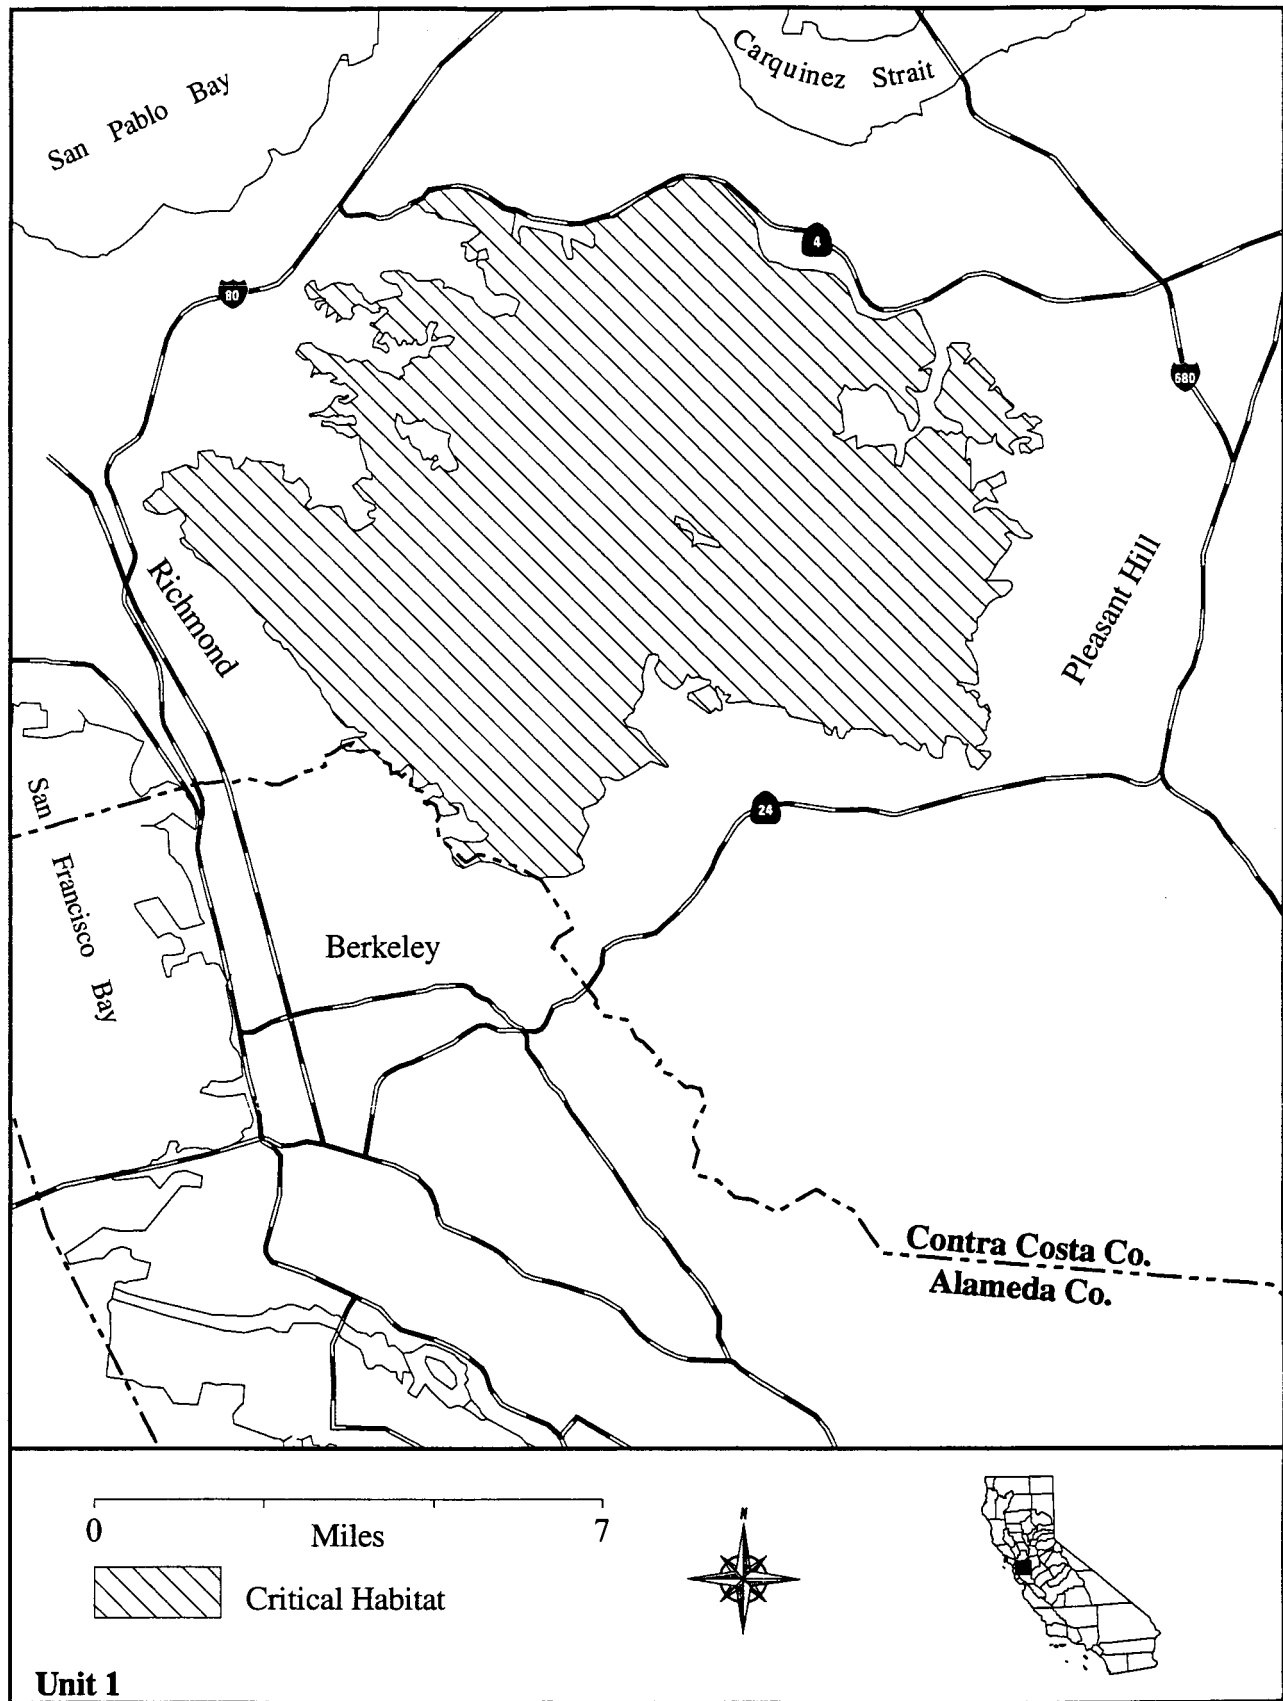 Carquinez Strait
San Pablo Bay
4
80
680
Richmond
Pleasant Hill
San Francisco Bay
24
Berkeley
Contra Costa Co.
Alameda Co.
0
7
Miles
N
Critical Habitat
Unit 1